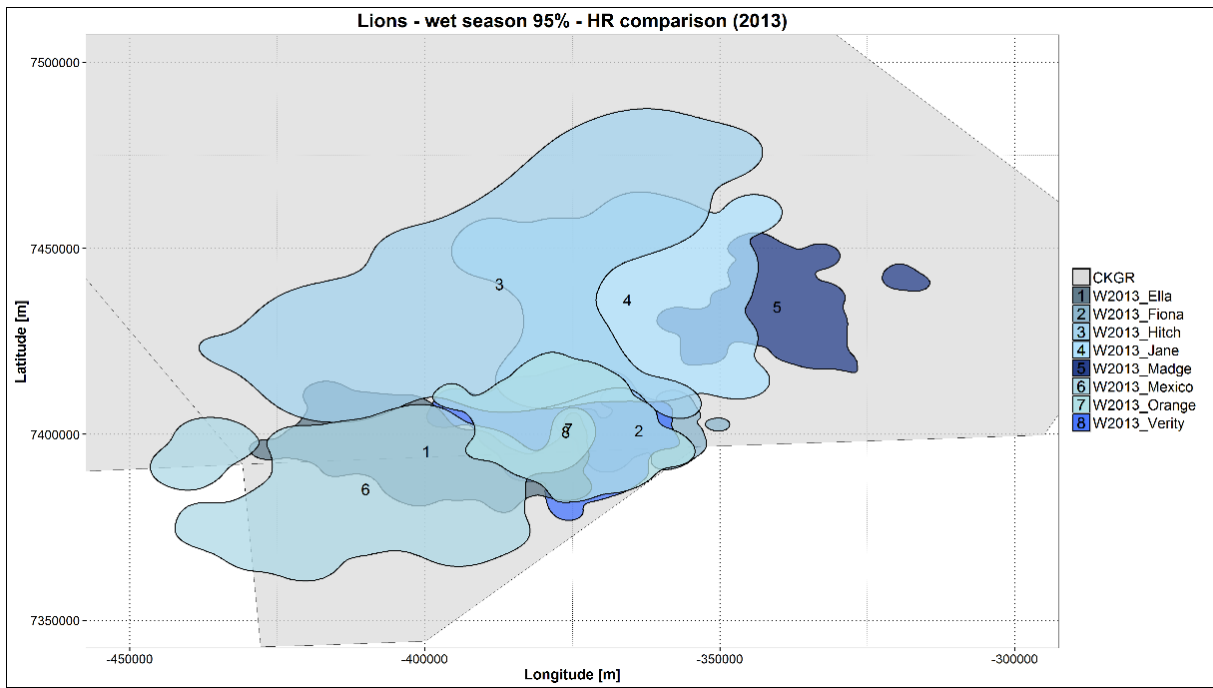 Lions - wet season 95% - HR comparison (2013)
7500000
7450000
7400000
7350000
Latitude [m]
-450000
-400000
-350000
-300000
Longitude [m]
3
4
5
7
8
2
1
6
CKGR
1 W2013_Ella
2 W2013_Fiona
3 W2013_Hitch
4 W2013_Jane
5 W2013_Madge
6 W2013_Mexico
7 W2013_Orange
8 W2013_Verity